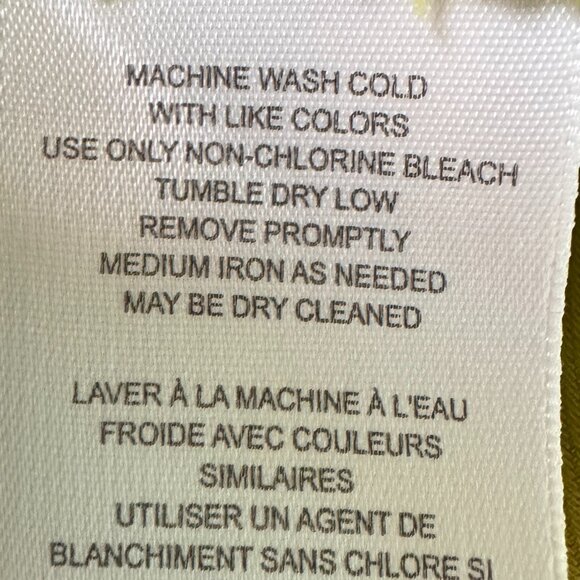 MACHINE WASH COLD
WITH LIKE COLORS
USE ONLY NON-CHLORINE BLEACH
TUMBLE DRY LOW
REMOVE PROMPTLY
MEDIUM IRON AS NEEDED
MAY BE DRY CLEANED
LAVER À LA MACHINE À L'EAU
FROIDE AVEC COULEURS
SIMILAIRES
UTILISER UN AGENT DE
BLANCHIMENT SANS CHLORE SI